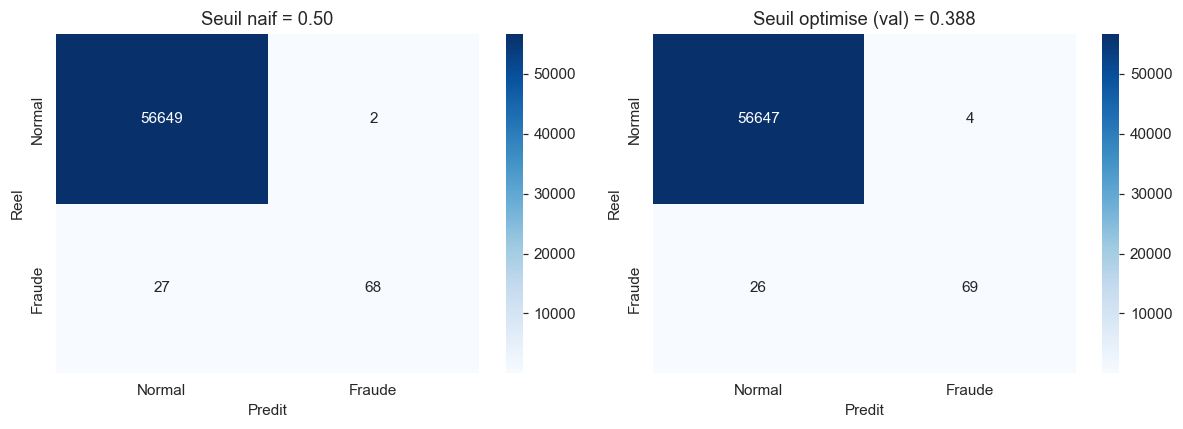 Seuil naif = 0.50
Normal
56649
2
Reel
Fraude
27
68
Normal
Fraude
Predit
50000
40000
30000
20000
10000
Seuil optimise (val) = 0.388
Normal
56647
4
Reel
Fraude
26
69
Normal
Fraude
Predit
50000
40000
30000
20000
10000